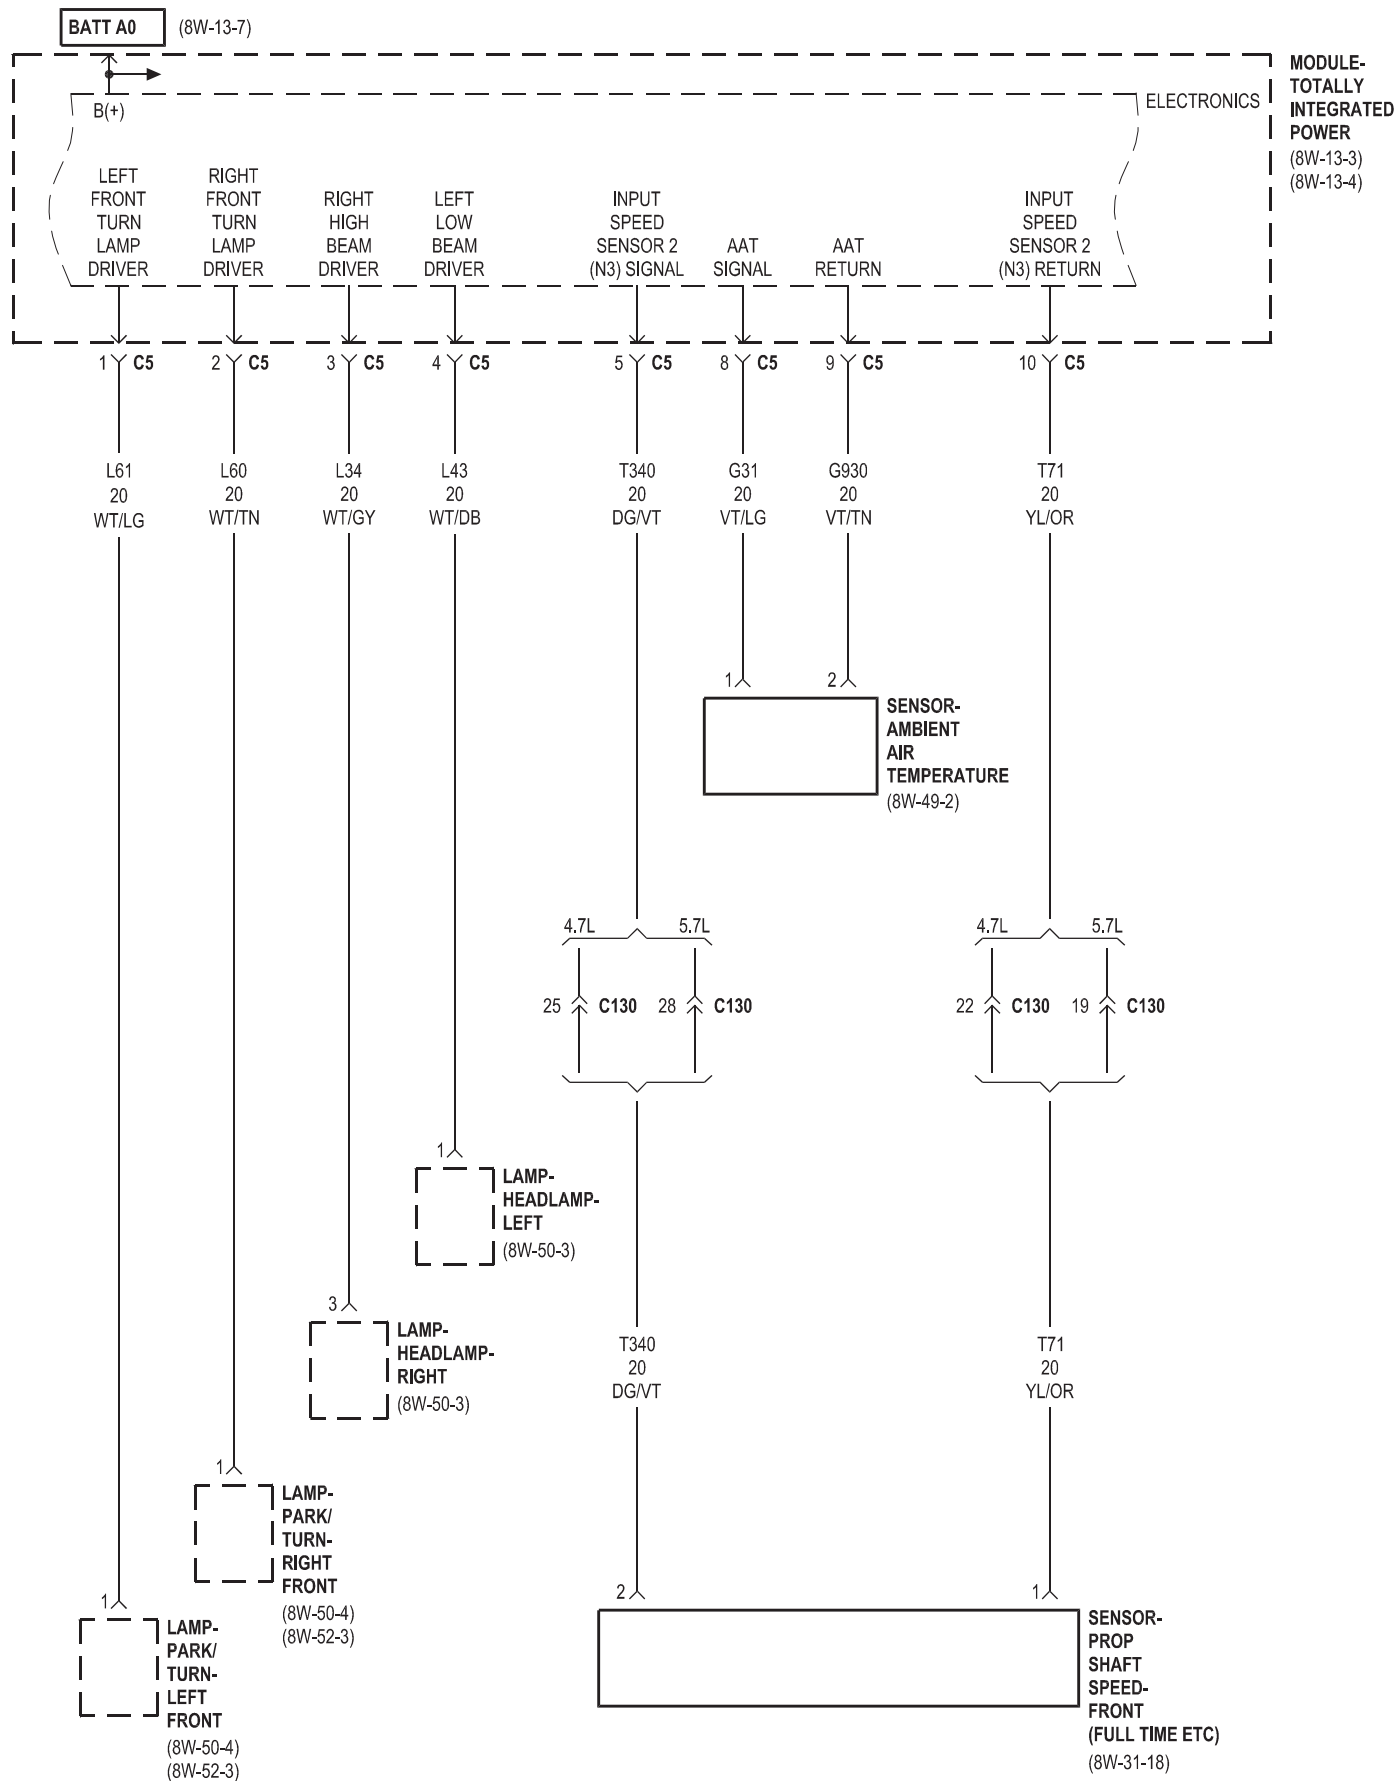 BATT A0 (8W-13-7)
MODULE-
TOTALLY
INTEGRATED
POWER
(8W-13-3)
(8W-13-4)
B(+)
ELECTRONICS
LEFT
FRONT
TURN
LAMP
DRIVER
RIGHT
FRONT
TURN
LAMP
DRIVER
RIGHT
HIGH
BEAM
DRIVER
LEFT
LOW
BEAM
DRIVER
INPUT
SPEED
SENSOR 2
(N3) SIGNAL
AAT
SIGNAL
AAT
RETURN
INPUT
SPEED
SENSOR 2
(N3) RETURN
1 C5
2 C5
3 C5
4 C5
5 C5
8 C5
9 C5
10 C5
L61
20
WT/LG
L60
20
WT/TN
L34
20
WT/GY
L43
20
WT/DB
T340
20
DG/VT
G31
20
VT/LG
G930
20
VT/TN
T71
20
YL/OR
1
2
SENSOR-
AMBIENT
AIR
TEMPERATURE
(8W-49-2)
4.7L
5.7L
4.7L
5.7L
25 C130
28 C130
22 C130
19 C130
1
LAMP-
HEADLAMP-
LEFT
(8W-50-3)
3
LAMP-
HEADLAMP-
RIGHT
(8W-50-3)
T340
20
DG/VT
T71
20
YL/OR
1
LAMP-
PARK/
TURN-
RIGHT
FRONT
(8W-50-4)
(8W-52-3)
1
LAMP-
PARK/
TURN-
LEFT
FRONT
(8W-50-4)
(8W-52-3)
2
1
SENSOR-
PROP
SHAFT
SPEED-
FRONT
(FULL TIME ETC)
(8W-31-18)